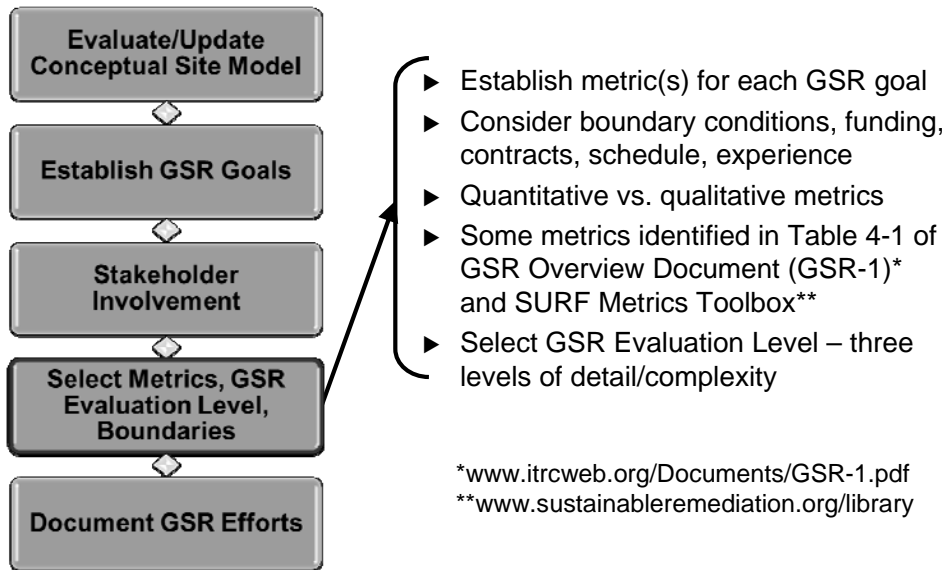 Evaluate/Update
Conceptual Site Model
Establish GSR Goals
Stakeholder
Involvement
Select Metrics, GSR
Evaluation Level,
Boundaries
Document GSR Efforts
► Establish metric(s) for each GSR goal
► Consider boundary conditions, funding,
contracts, schedule, experience
► Quantitative vs. qualitative metrics
► Some metrics identified in Table 4-1 of
GSR Overview Document (GSR-1)*
and SURF Metrics Toolbox**
► Select GSR Evaluation Level – three
levels of detail/complexity
*www.itrcweb.org/Documents/GSR-1.pdf
**www.sustainableremediation.org/library